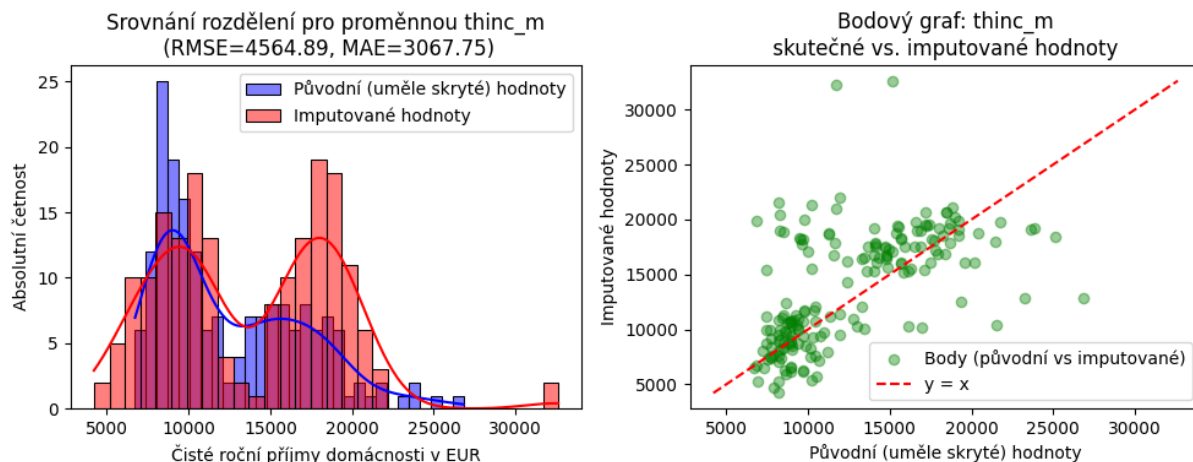 Srovnání rozdělení pro proměnnou thinc_m
(RMSE=4564.89, MAE=3067.75)
Původní (uměle skryté) hodnoty
Imputované hodnoty
Absolutní četnost
25
20
15
10
5
0
5000 10000 15000 20000 25000 30000
Čisté roční příjmy domácnosti v EUR
Bodový graf: thinc_m
skutečné vs. imputované hodnoty
Imputované hodnoty
30000
25000
20000
15000
10000
5000
Body (původní vs imputované)
y = x
5000 10000 15000 20000 25000 30000
Původní (uměle skryté) hodnoty